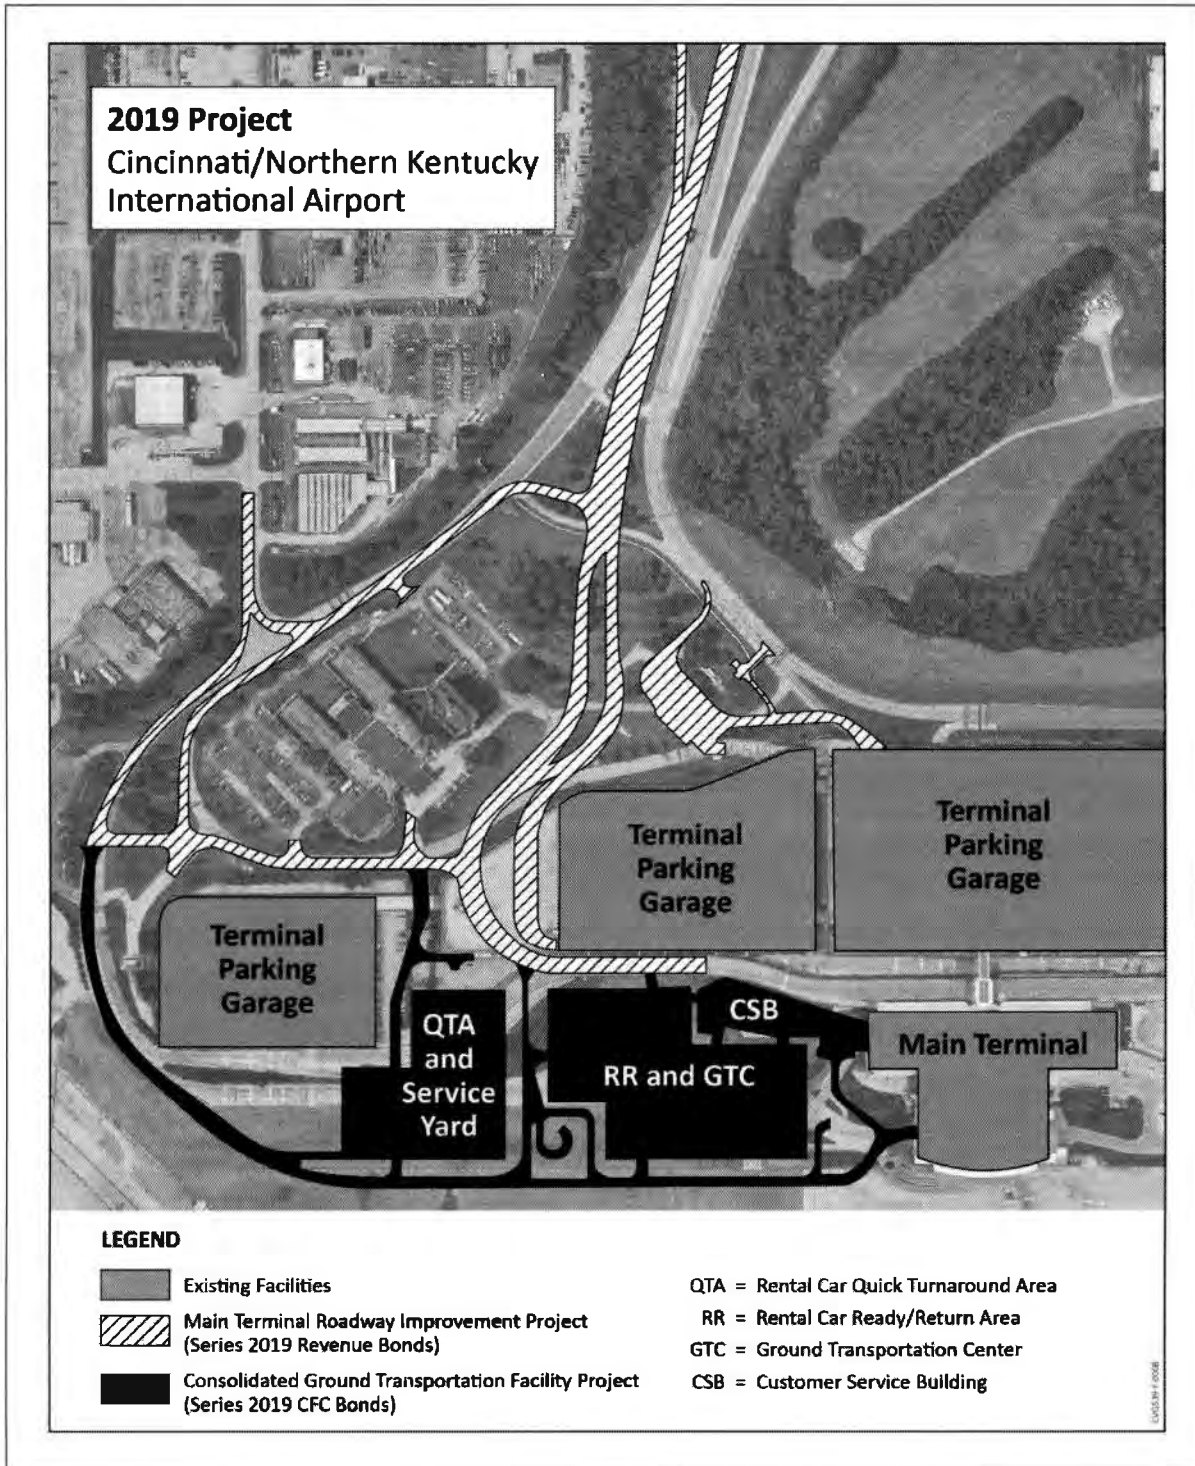 2019 Project
Cincinnati/Northern Kentucky
International Airport
Terminal
Parking
Garage
Terminal
Parking
Garage
Terminal
Parking
Garage
QTA
and
Service
Yard
RR and GTC
CSB
Main Terminal
LEGEND
Existing Facilities
Main Terminal Roadway Improvement Project
(Series 2019 Revenue Bonds)
Consolidated Ground Transportation Facility Project
(Series 2019 CFC Bonds)
QTA = Rental Car Quick Turnaround Area
RR = Rental Car Ready/Return Area
GTC = Ground Transportation Center
CSB = Customer Service Building